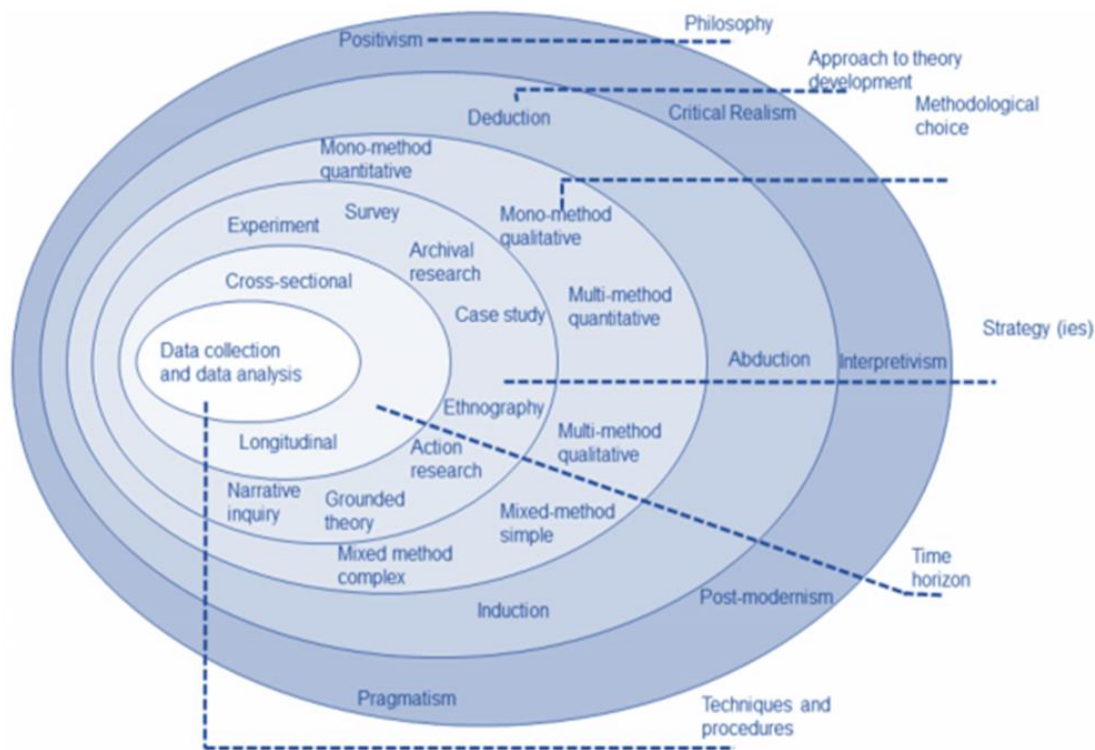 Philosophy
Positivism
Approach to theory
development
Critical Realism
Methodological
choice
Deduction
Mono-method
quantitative
Survey
Mono-method
qualitative
Experiment
Archival
research
Cross-sectional
Case study
Multi-method
quantitative
Strategy (ies)
Data collection
and data analysis
Abduction
Interpretivism
Ethnography
Longitudinal
Action
research
Multi-method
qualitative
Narrative
inquiry
Grounded
theory
Mixed-method
simple
Mixed method
complex
Time
horizon
Induction
Post-modernism
Pragmatism
Techniques and
procedures